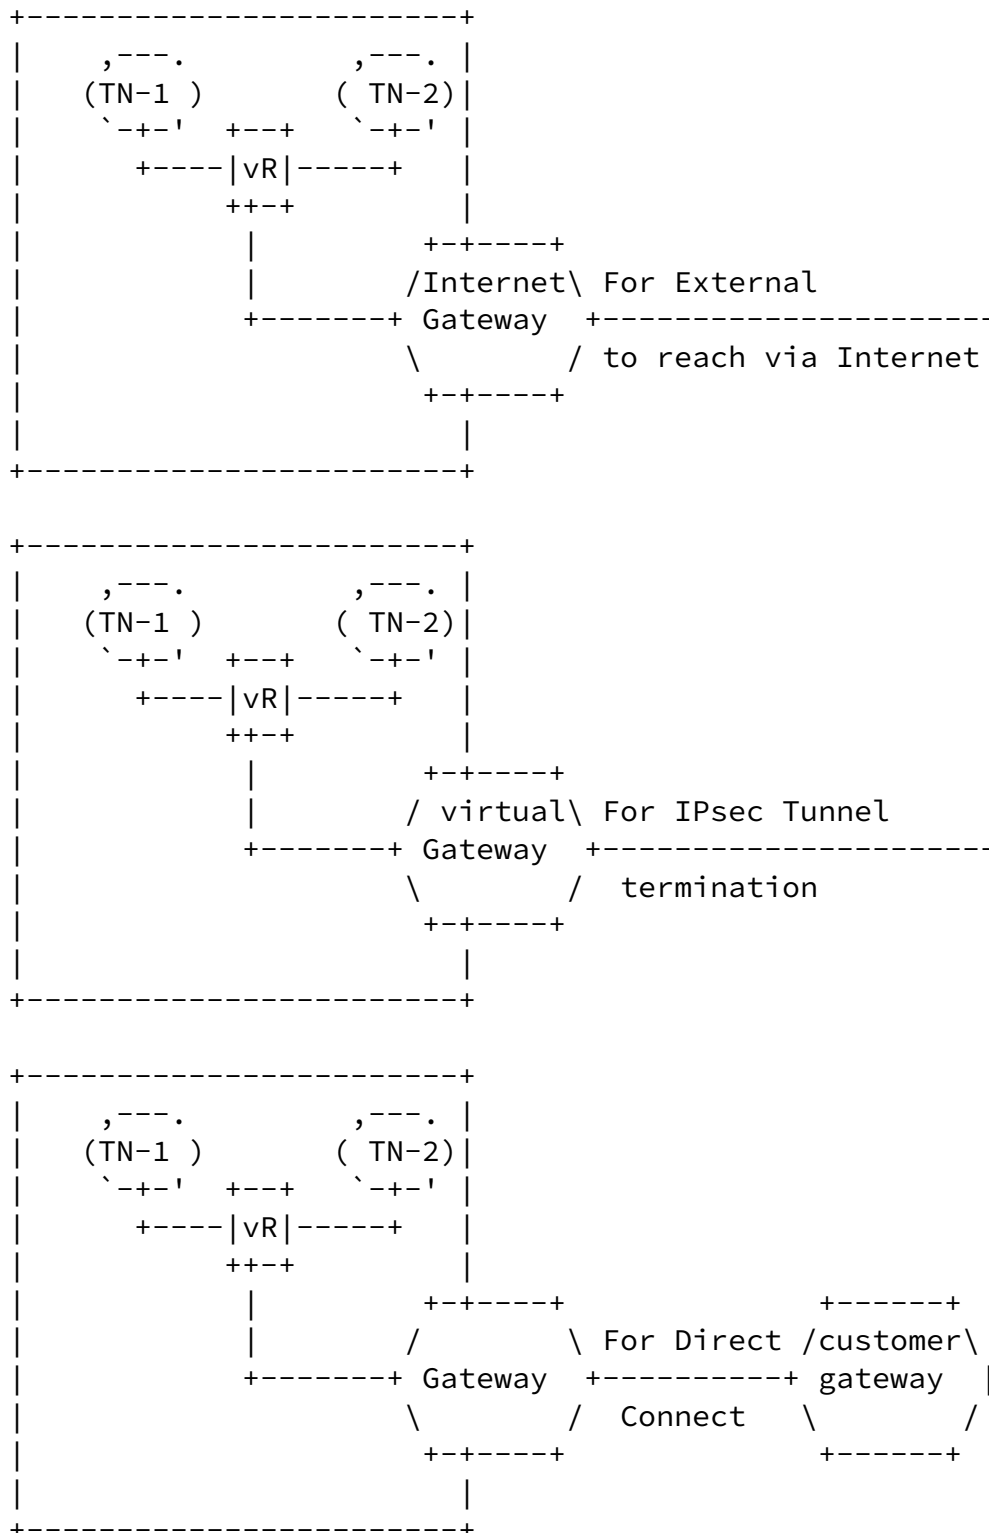 +------------------------+
|    ,---.         ,---. |
|   (TN-1 )       ( TN-2)|
|    `-+-'  +--+   `-+-' |
|      +----|vR|-----+   |
|           ++-+         |
|            |         +-+----+
|            |        /Internet\ For External
|            +-------+ Gateway  +----------------------
|                     \        / to reach via Internet
|                      +-+----+
|                        |
+------------------------+

+------------------------+
|    ,---.         ,---. |
|   (TN-1 )       ( TN-2)|
|    `-+-'  +--+   `-+-' |
|      +----|vR|-----+   |
|           ++-+         |
|            |         +-+----+
|            |        / virtual\ For IPsec Tunnel
|            +-------+ Gateway  +----------------------
|                     \        /  termination
|                      +-+----+
|                        |
+------------------------+

+------------------------+
|    ,---.         ,---. |
|   (TN-1 )       ( TN-2)|
|    `-+-'  +--+   `-+-' |
|      +----|vR|-----+   |
|           ++-+         |
|            |         +-+----+              +------+
|            |        /        \ For Direct /customer\
|            +-------+ Gateway  +----------+ gateway  |
|                     \        /  Connect   \        /
|                      +-+----+              +------+
|                        |
+------------------------+